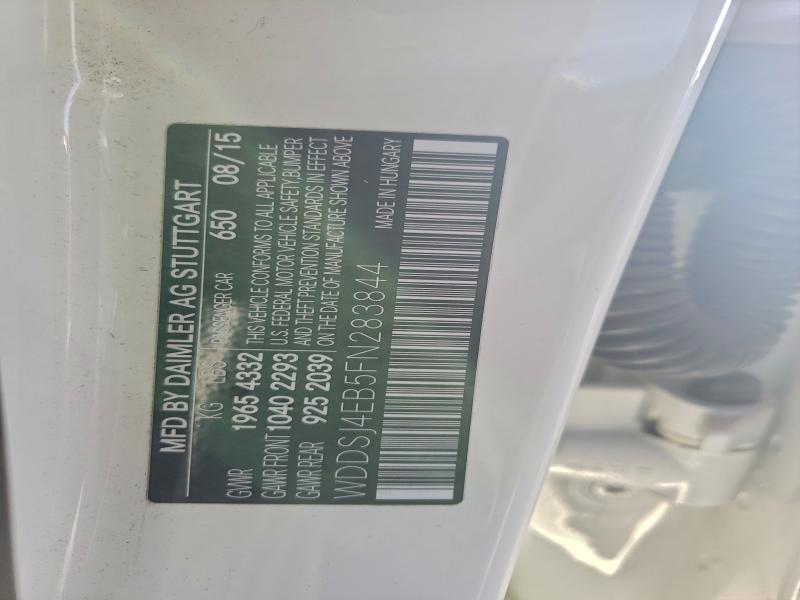 MFD BY DAIMLER AG STUTTGART
KG LBS PASSENGER CAR 650 08/15
GVWR 1965 4332 THIS VEHICLE CONFORMS TO ALL APPLICABLE
GAWR FRONT 1040 2293 U.S. FEDERAL MOTOR VEHICLE SAFETY,BUMPER
GAWR REAR 925 2039 AND THEFT PREVENTION STANDARDS IN EFFECT
ON THE DATE OF MANUFACTURE SHOWN ABOVE
WDDSJ4EB5FN283844 MADE IN HUNGARY